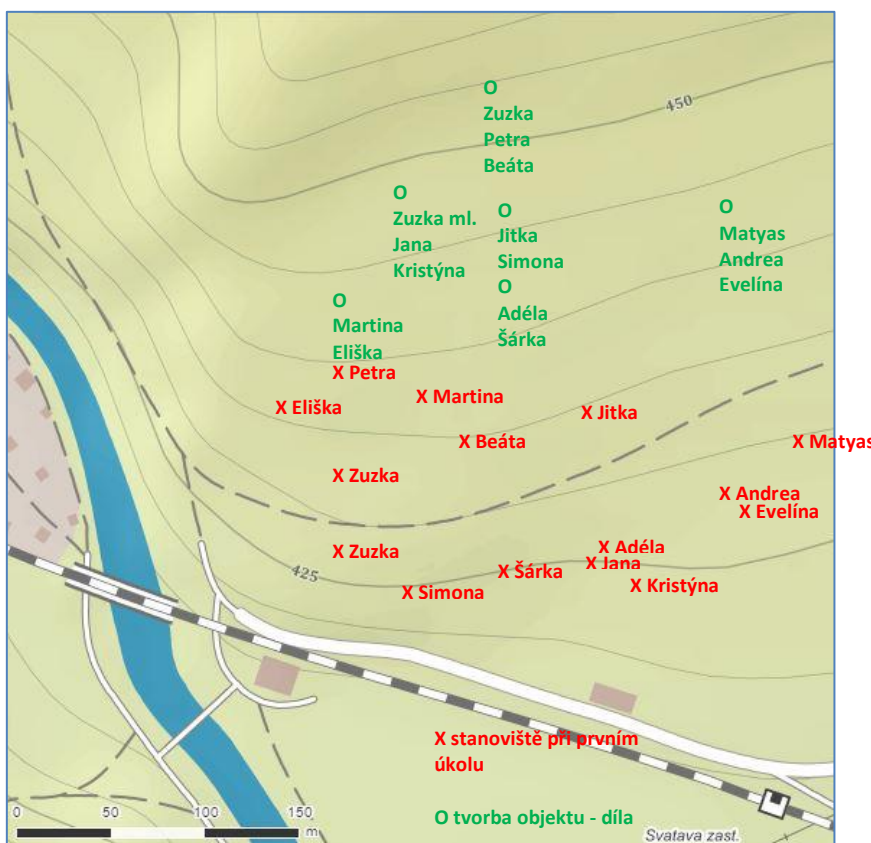 O
Zuzka
Petra
Beáta
450
O
Zuzka ml.
Jana
Kristýna
O
Jitka
Simona
O
Matyas
Andrea
Evelína
O
Adéla
Šárka
O
Martina
Eliška
X Petra
X Martina
X Eliška
X Jitka
X Beáta
X Matyas
X Zuzka
X Andrea
X Evelína
X Zuzka
X Adéla
X Jana
425
X Šárka
X Kristýna
X Simona
X stanoviště při prvním
úkolu
0 50 100 150
m
O tvorba objektu - díla
Svatava zast.